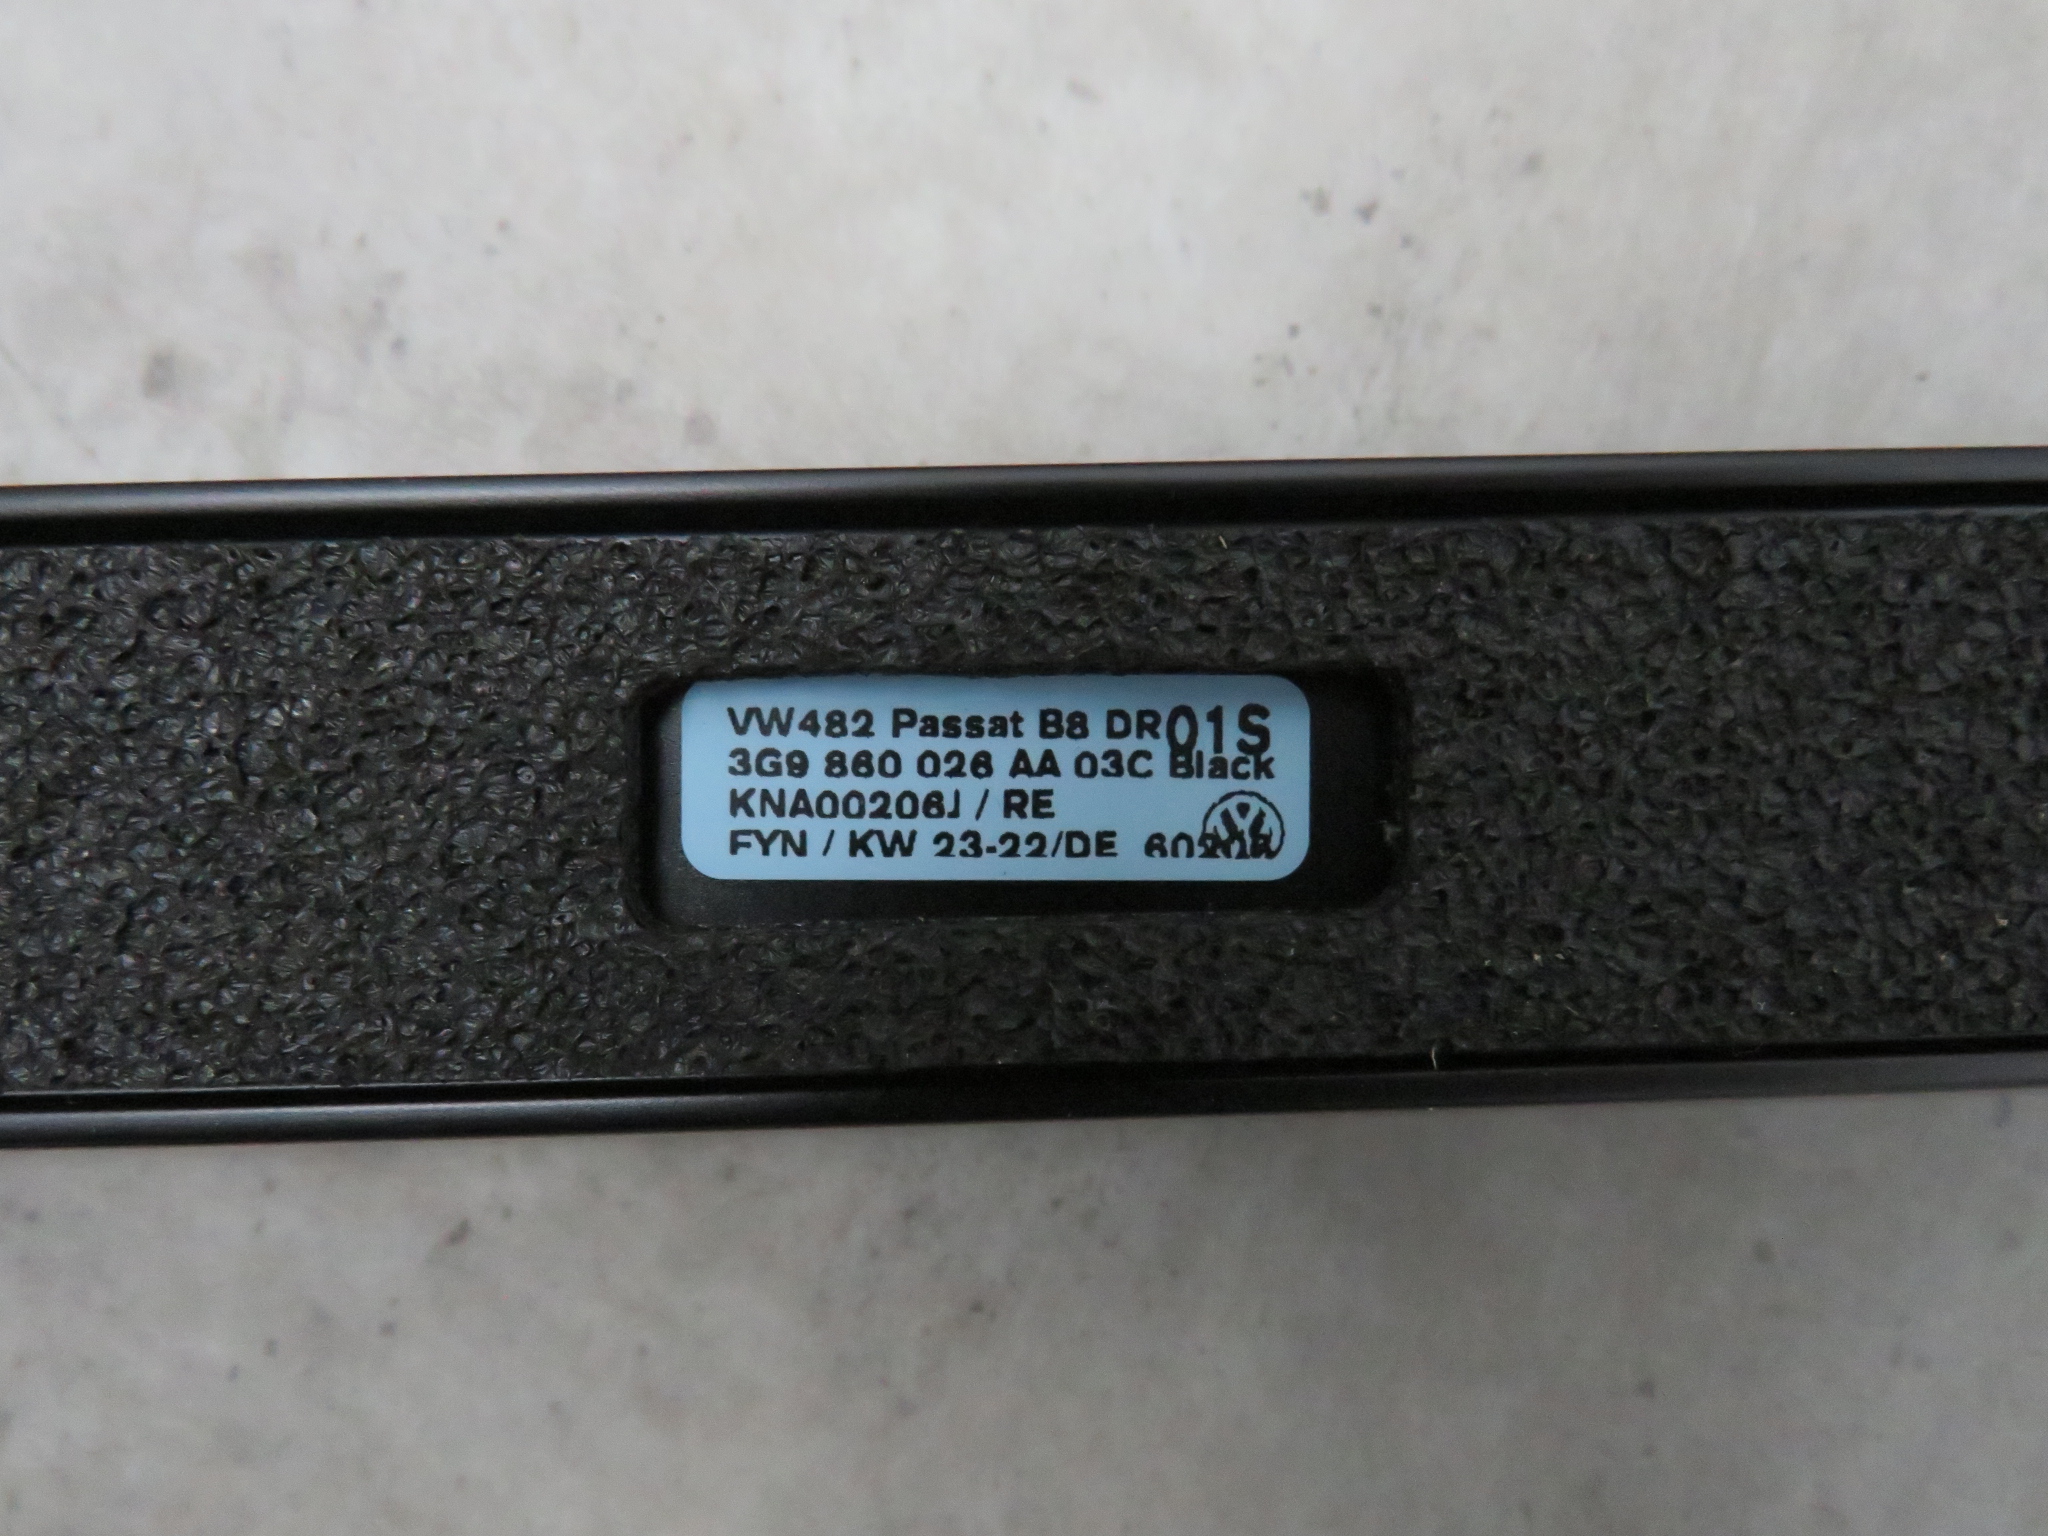 VW482 Passat B8 DR01S
3G9 860 026 AA 03C Black
KNA00206J / RE
FYN / KW 23-22/DE